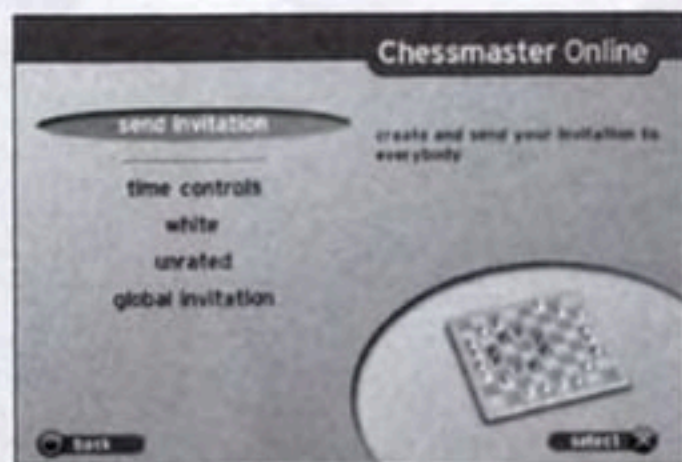 Chessmaster Online
send invitation
create and send your invitation to
everybody
time controls
white
unrated
global invitation
back
select